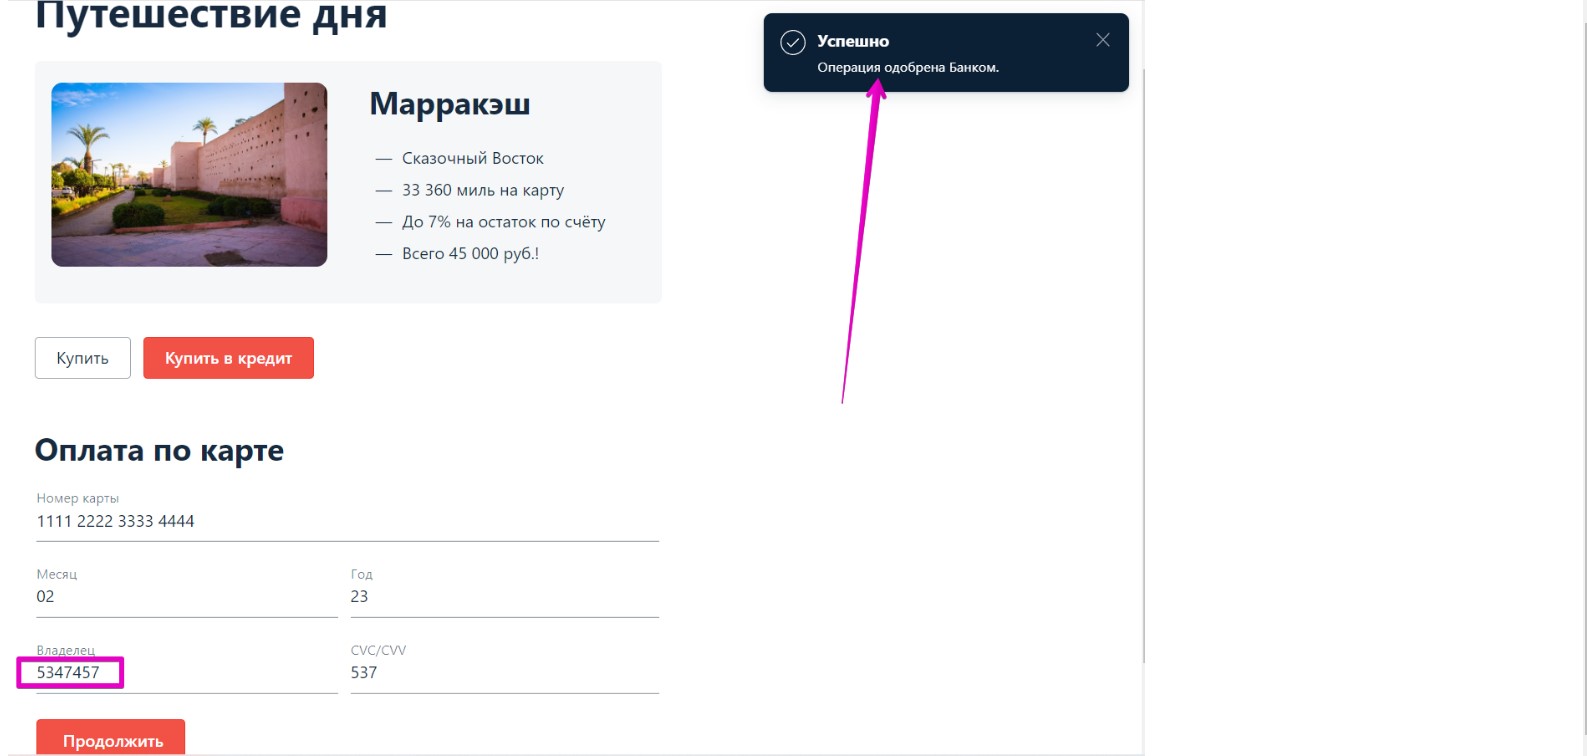 Путешествие дня
Успешно
Операция одобрена Банком.
Марракэш
— Сказочный Восток
— 33 360 миль на карту
— До 7% на остаток по счёту
— Всего 45 000 руб.!
Купить
Купить в кредит
Оплата по карте
Номер карты
1111 2222 3333 4444
Месяц
Год
02
23
Владелец
CVC/CVV
5347457
537
Продолжить